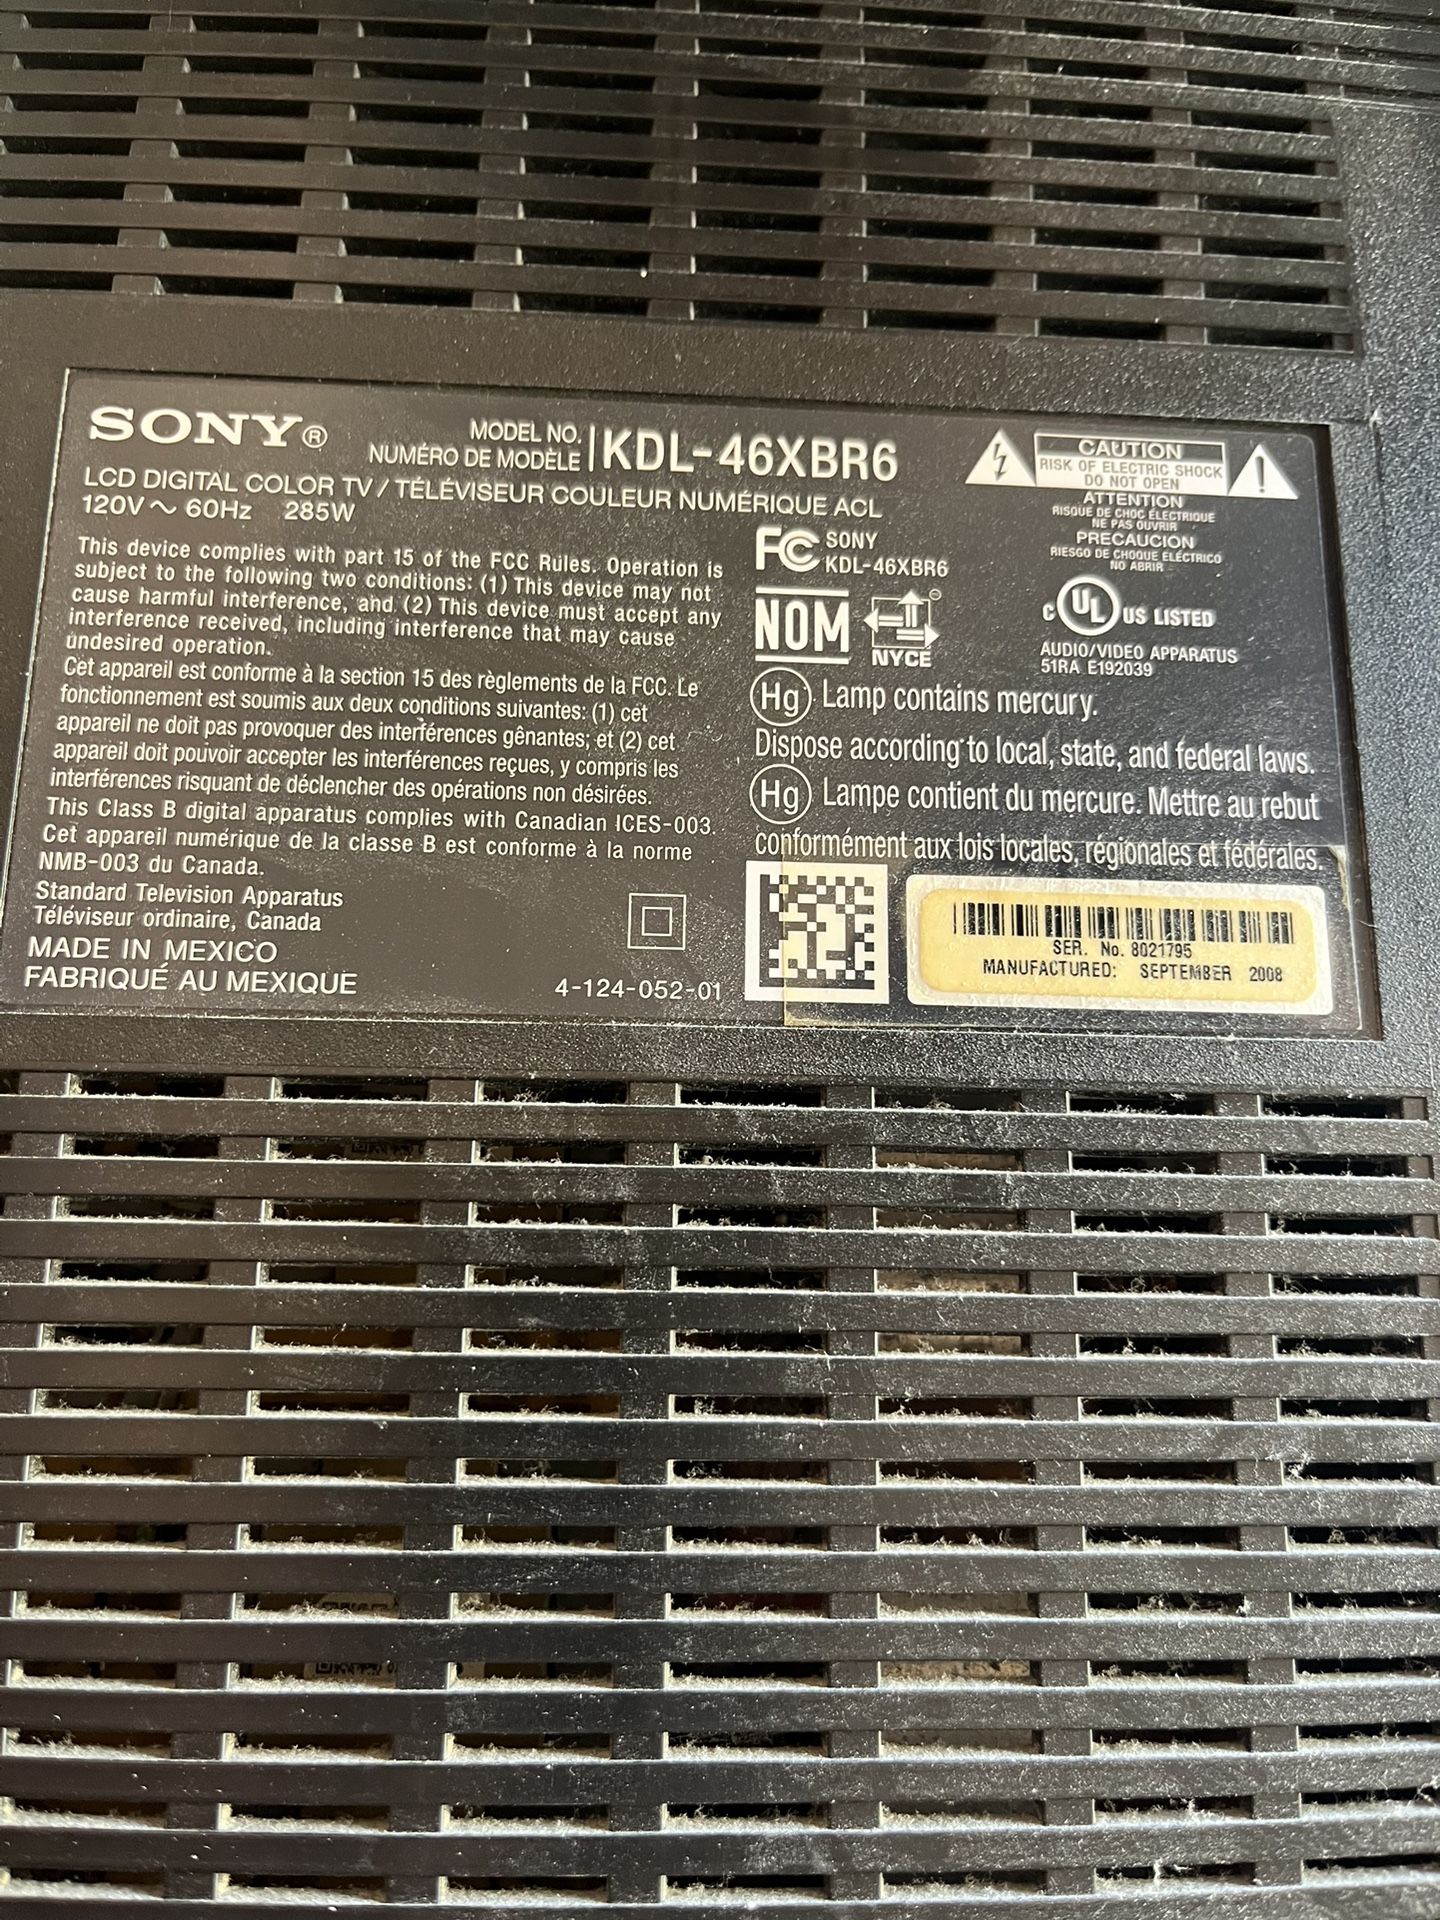 SONY®
MODEL NO.
NUMÉRO DE MODÈLE
KDL-46XBR6
LCD DIGITAL COLOR TV / TÉLÉVISEUR COULEUR NUMÉRIQUE ACL
120V ~ 60Hz 285W
This device complies with part 15 of the FCC Rules. Operation is
subject to the following two conditions: (1) This device may not
cause harmful interference, and (2) This device must accept any
interference received, including interference that may cause
undesired operation.
Cet appareil est conforme à la section 15 des règlements de la FCC. Le
fonctionnement est soumis aux deux conditions suivantes: (1) cet
appareil ne doit pas provoquer des interférences gênantes; et (2) cet
appareil doit pouvoir accepter les interférences reçues, y compris les
interférences risquant de déclencher des opérations non désirées.
This Class B digital apparatus complies with Canadian ICES-003.
Cet appareil numérique de la classe B est conforme à la norme
NMB-003 du Canada.
Standard Television Apparatus
Téléviseur ordinaire, Canada
MADE IN MEXICO
FABRIQUÉ AU MEXIQUE
4-124-052-01
CAUTION
RISK OF ELECTRIC SHOCK
DO NOT OPEN
ATTENTION
RISQUE DE CHOC ÉLECTRIQUE
NE PAS OUVRIR
PRECAUCION
RIESGO DE CHOQUE ELÉCTRICO
NO ABRIR
FC SONY
KDL-46XBR6
NOM
NYCE
C UL US LISTED
AUDIO/VIDEO APPARATUS
51RA E192039
Hg Lamp contains mercury.
Dispose according to local, state, and federal laws.
Hg Lampe contient du mercure. Mettre au rebut
conformément aux lois locales, régionales et fédérales.
SER. No. 8021795
MANUFACTURED: SEPTEMBER 2008